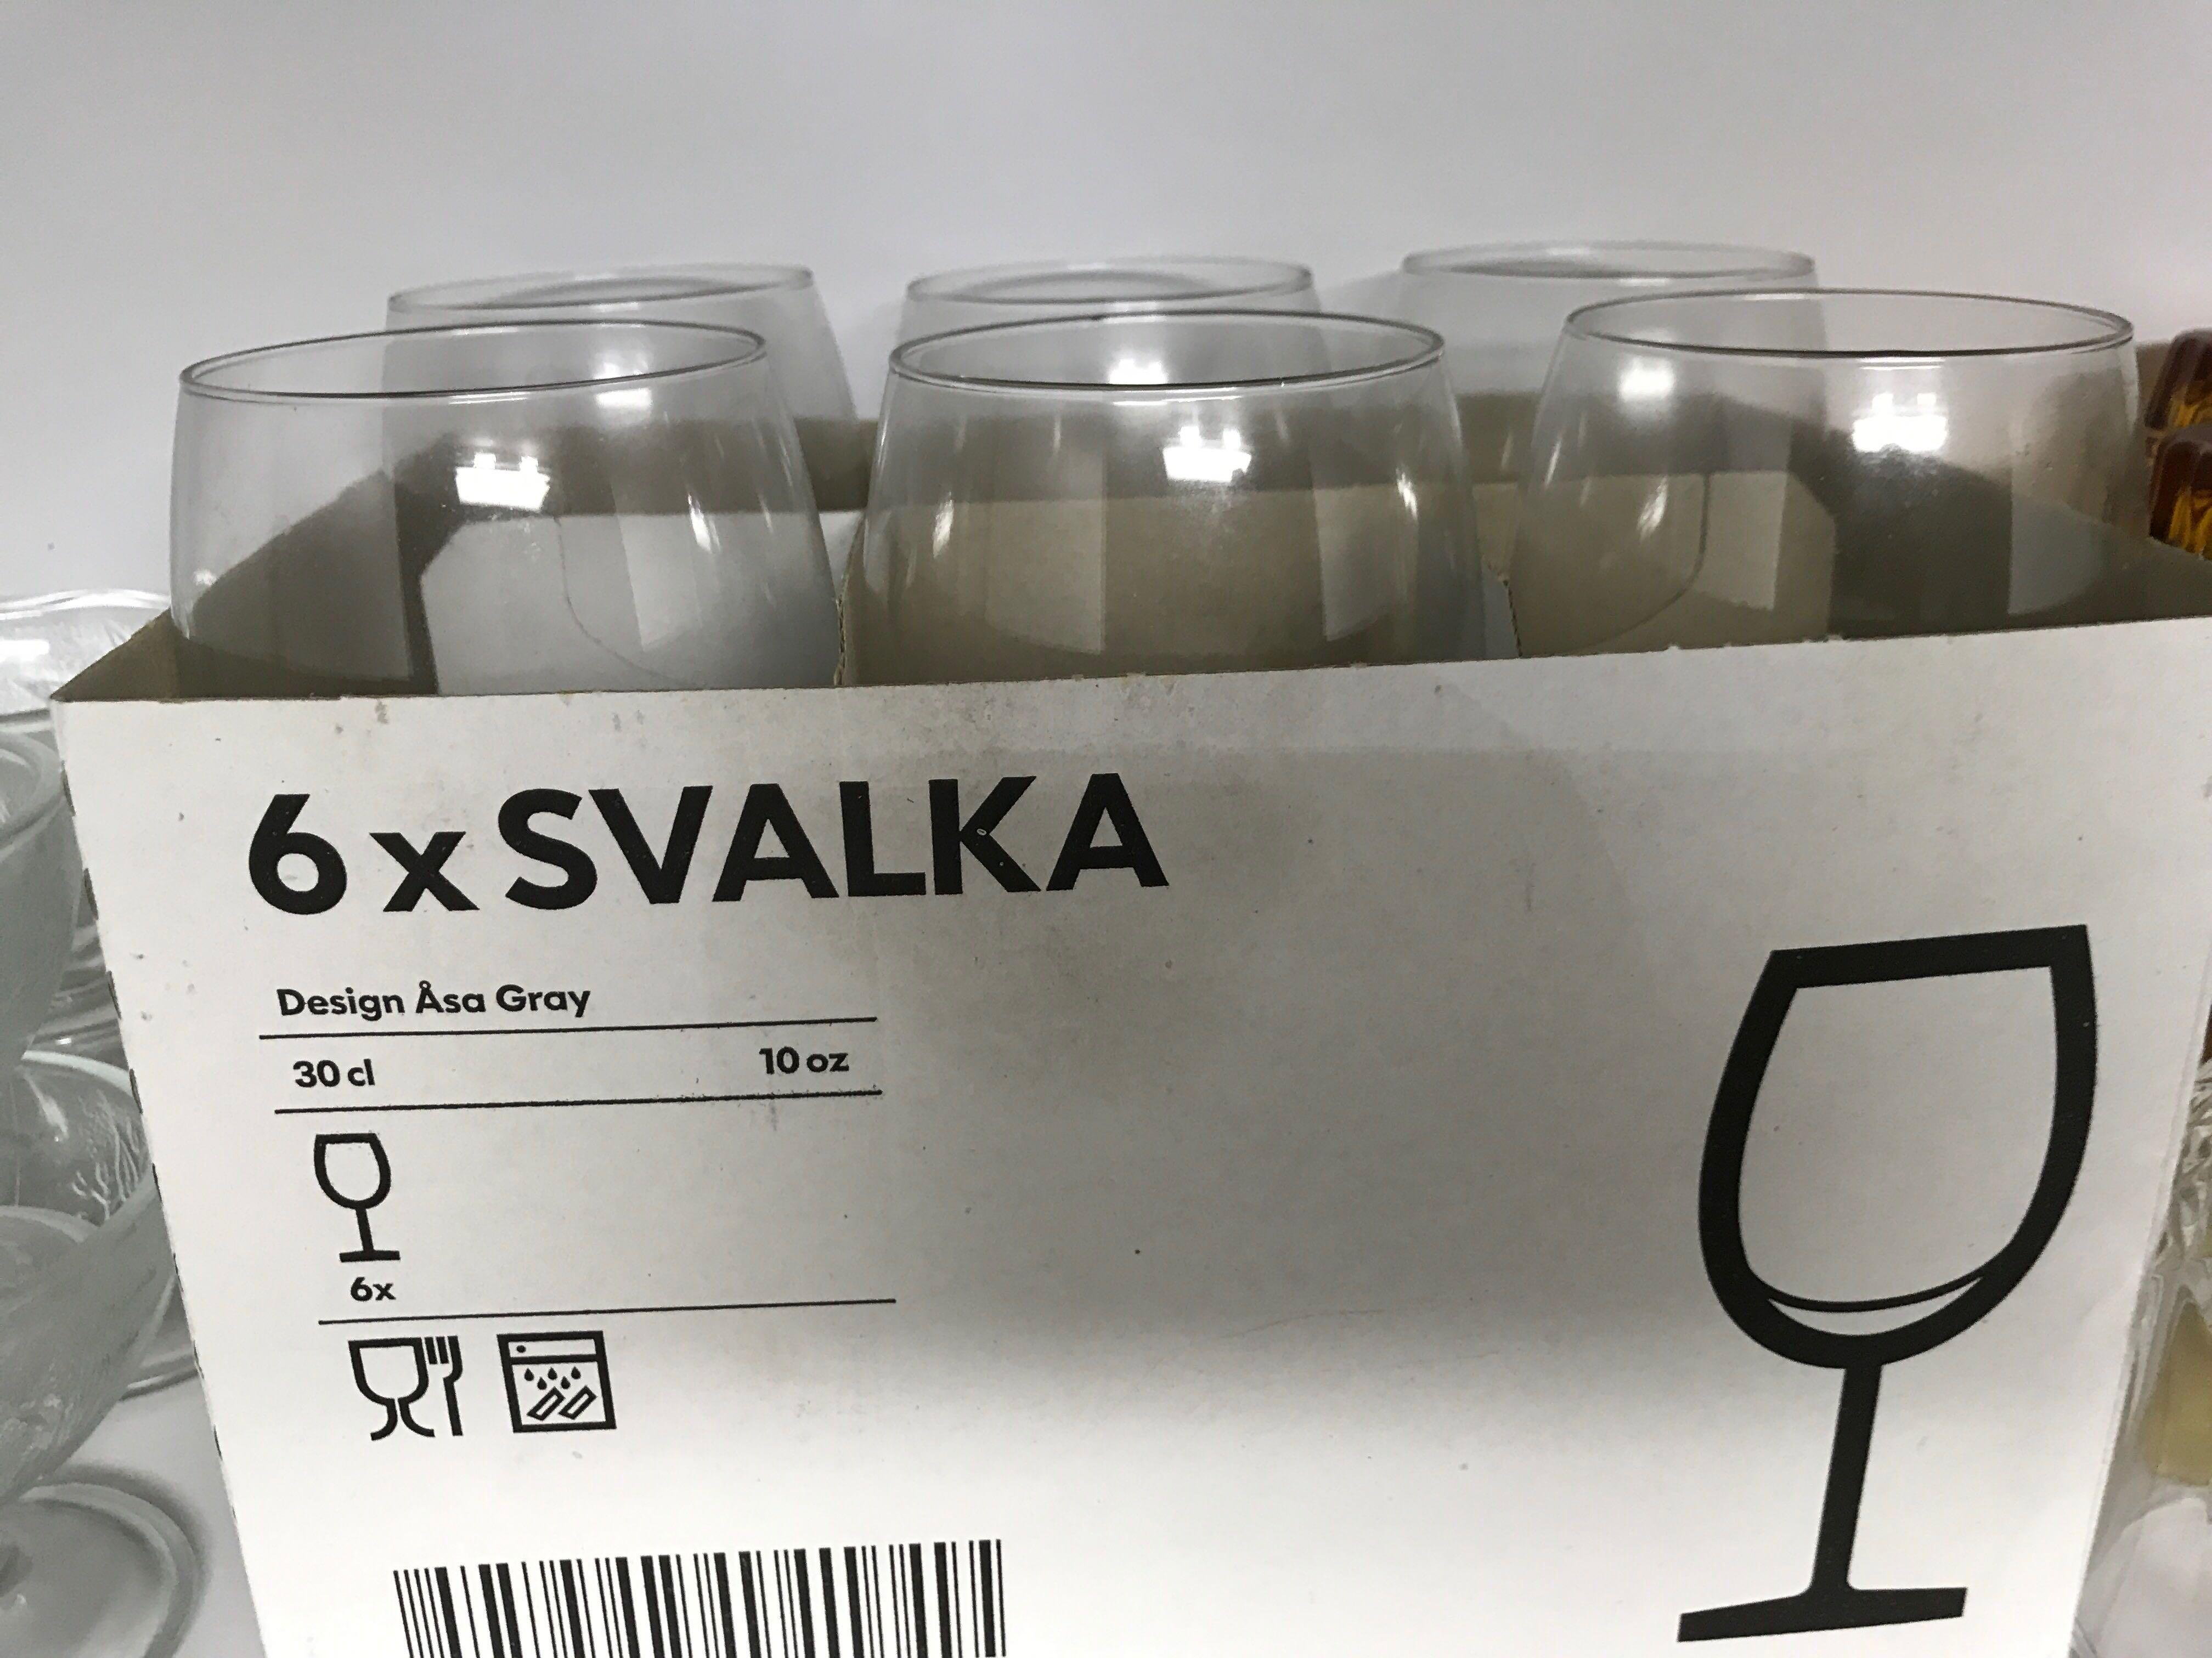 6 x SVALKA
Design Åsa Gray
30 cl 10 oz
6x